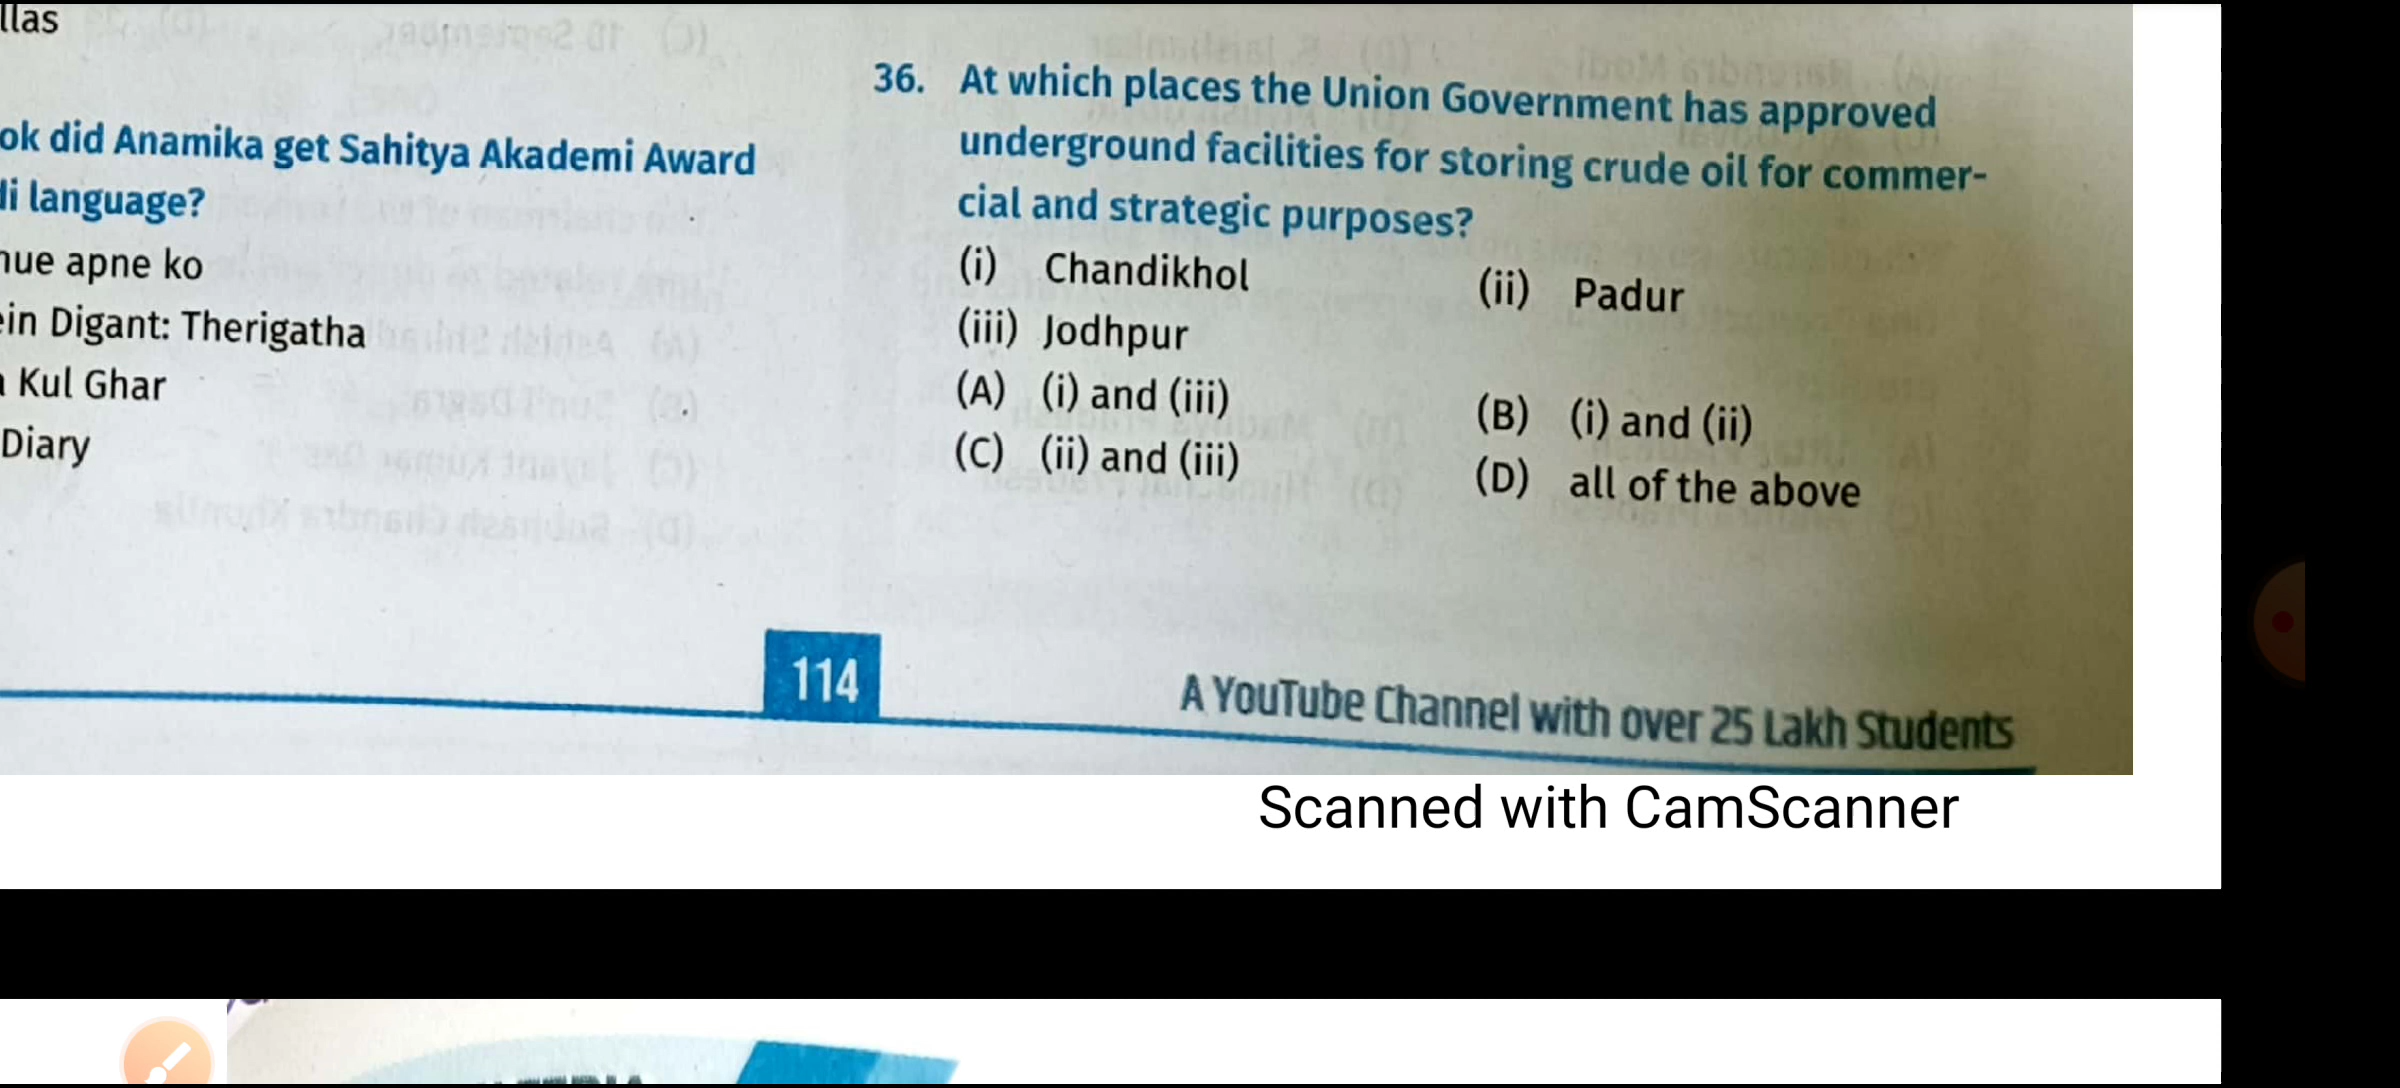 llas
ok did Anamika get Sahitya Akademi Award
di language?
hue apne ko
ein Digant: Therigatha
Kul Ghar
Diary
36. At which places the Union Government has approved
underground facilities for storing crude oil for commer-
cial and strategic purposes?
(i) Chandikhol (ii) Padur
(iii) Jodhpur
(A) (i) and (iii) (B) (i) and (ii)
(C) (ii) and (iii) (D) all of the above
114
A YouTube Channel with over 25 Lakh Students
Scanned with CamScanner